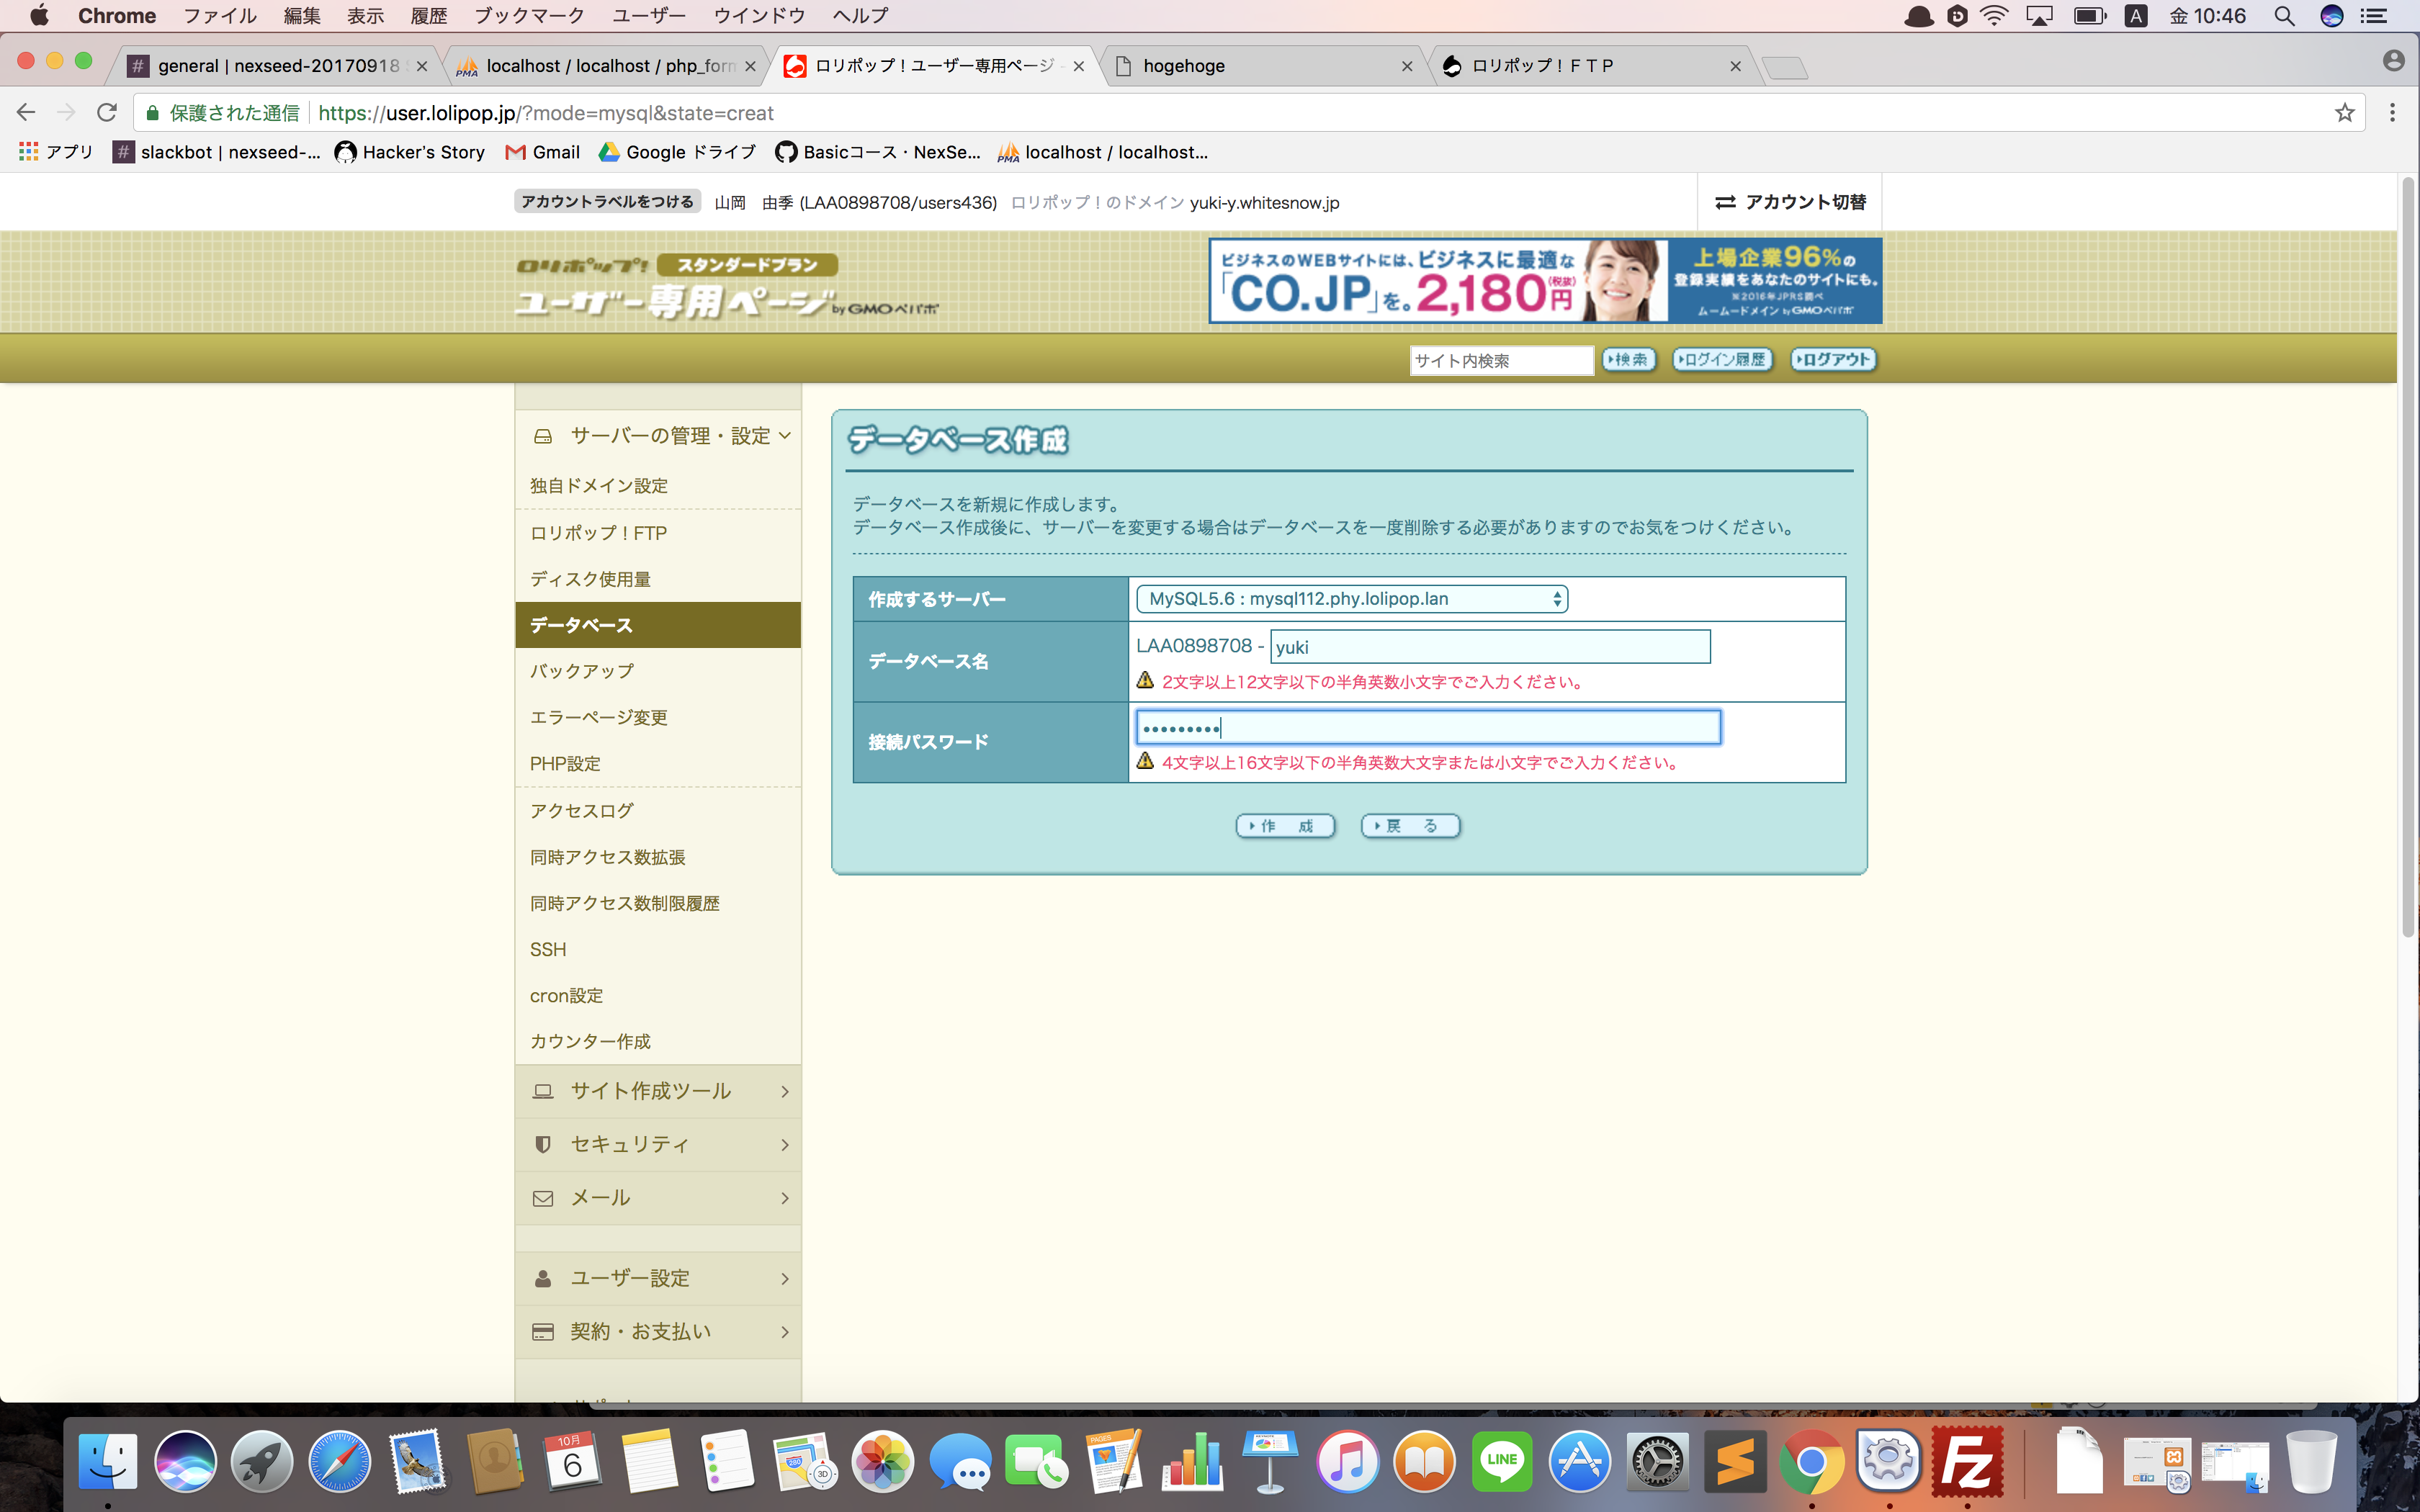 Chrome ファイル 編集 表示 履歴 ブックマーク ユーザー ウインドウ ヘルプ A 金 10:46
# general | nexseed-20170918
PMA localhost / localhost / php_form
ロリポップ！ユーザー専用ページ -
hogehoge
ロリポップ！ＦＴＰ
保護された通信 https://user.lolipop.jp/?mode=mysql&state=creat
アプリ # slackbot | nexseed-... Hacker's Story Gmail Google ドライブ Basicコース・NexSe... PMA localhost / localhost...
アカウントラベルをつける 山岡　由季 (LAA0898708/users436) ロリポップ！のドメイン yuki-y.whitesnow.jp アカウント切替
ロリポップ! スタンダードプラン
ユーザー専用ページ by GMOペパボ
ビジネスのWEBサイトには、ビジネスに最適な
「CO.JP」を。2,180円(税抜)
上場企業96%の
登録実績をあなたのサイトにも。
※2016年JPRS調べ
ムームードメイン by GMOペパボ
サイト内検索 検索 ログイン履歴 ログアウト
サーバーの管理・設定
独自ドメイン設定
ロリポップ！FTP
ディスク使用量
データベース
バックアップ
エラーページ変更
PHP設定
アクセスログ
同時アクセス数拡張
同時アクセス数制限履歴
SSH
cron設定
カウンター作成
サイト作成ツール
セキュリティ
メール
ユーザー設定
契約・お支払い
データベース作成
データベースを新規に作成します。
データベース作成後に、サーバーを変更する場合はデータベースを一度削除する必要がありますのでお気をつけください。
作成するサーバー MySQL5.6 : mysql112.phy.lolipop.lan
データベース名 LAA0898708 - yuki
2文字以上12文字以下の半角英数小文字でご入力ください。
接続パスワード •••••••••
4文字以上16文字以下の半角英数大文字または小文字でご入力ください。
作　成 戻　る
10月
6
280
3D
PAGES
LINE
Fz